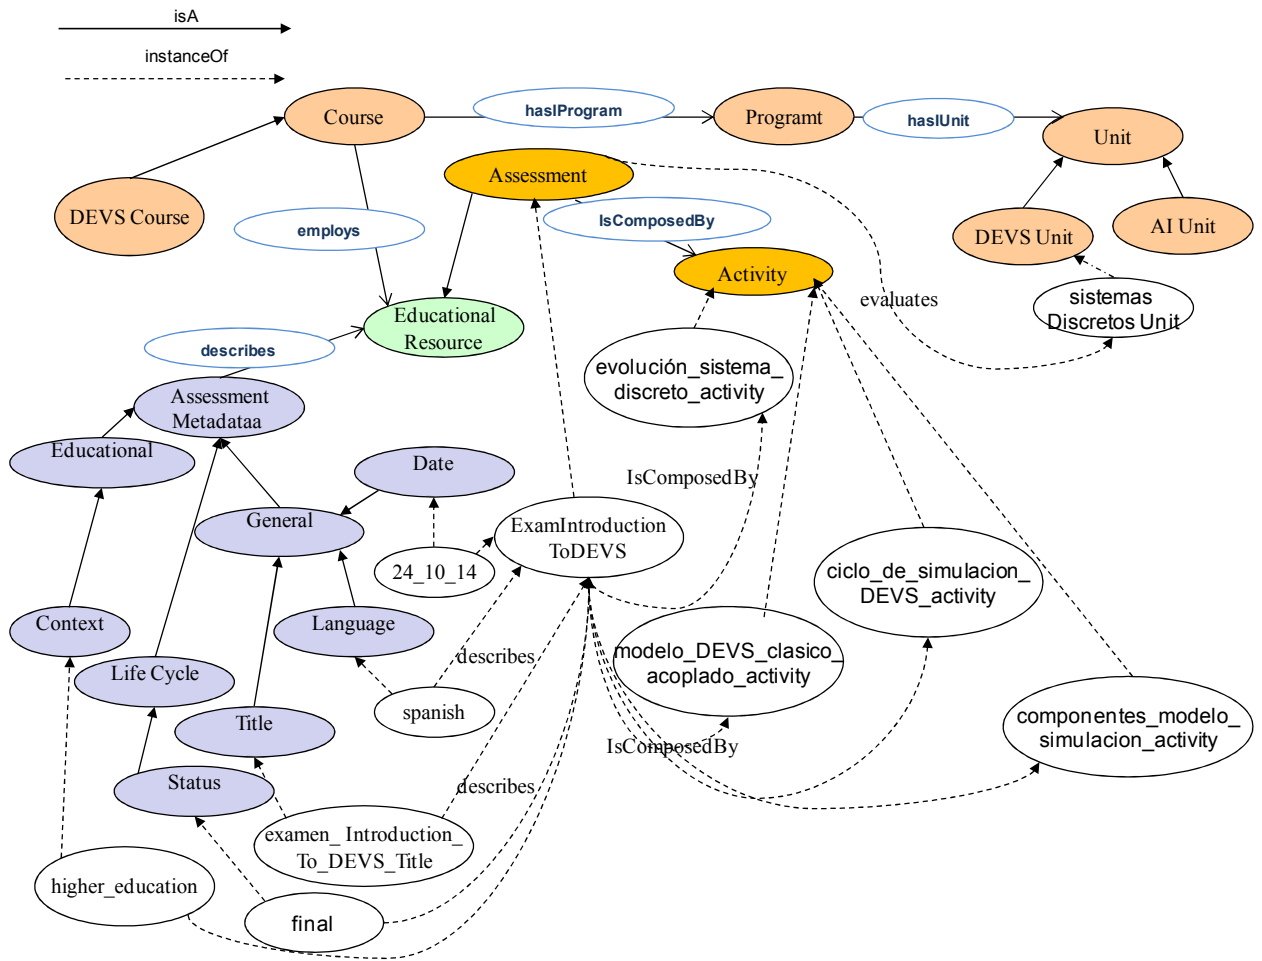 isA
instanceOf
Course
hasIProgram
Programt
hasIUnit
Unit
Assessment
DEVS Course
employs
IsComposedBy
DEVS Unit
AI Unit
Activity
evaluates
sistemas
Discretos Unit
Educational
Resource
describes
evolución_sistema_
discreto_activity
Assessment
Metadataa
Educational
Date
IsComposedBy
General
ExamIntroduction
ToDEVS
24_10_14
ciclo_de_simulacion_
DEVS_activity
Context
Language
describes
modelo_DEVS_clasico_
acoplado_activity
Life Cycle
spanish
Title
componentes_modelo_
simulacion_activity
IsComposedBy
Status
describes
examen_ Introduction_
To_DEVS_Title
higher_education
final